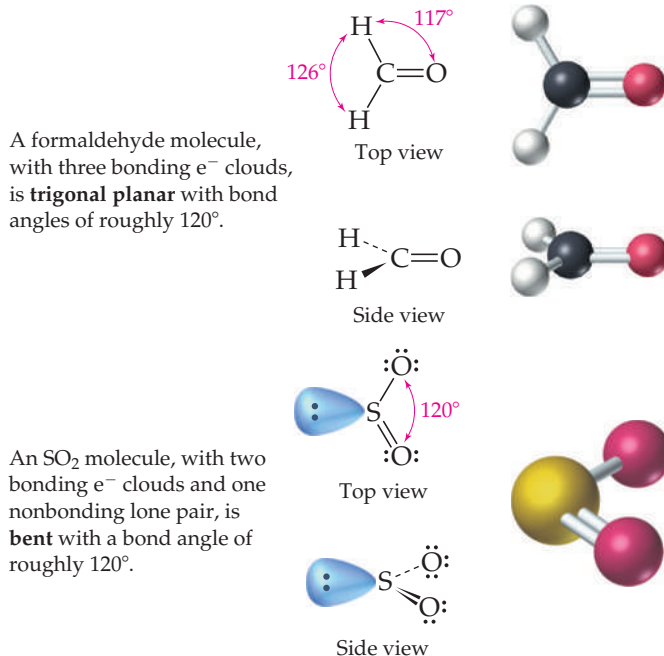 H
117°
126°
C=O
H
Top view
A formaldehyde molecule,
with three bonding e⁻ clouds,
is trigonal planar with bond
angles of roughly 120°.
H
C=O
H
Side view
:Ö:
:
S
120°
:O:
Top view
An SO₂ molecule, with two
bonding e⁻ clouds and one
nonbonding lone pair, is
bent with a bond angle of
roughly 120°.
:
S
:O:
:O:
Side view